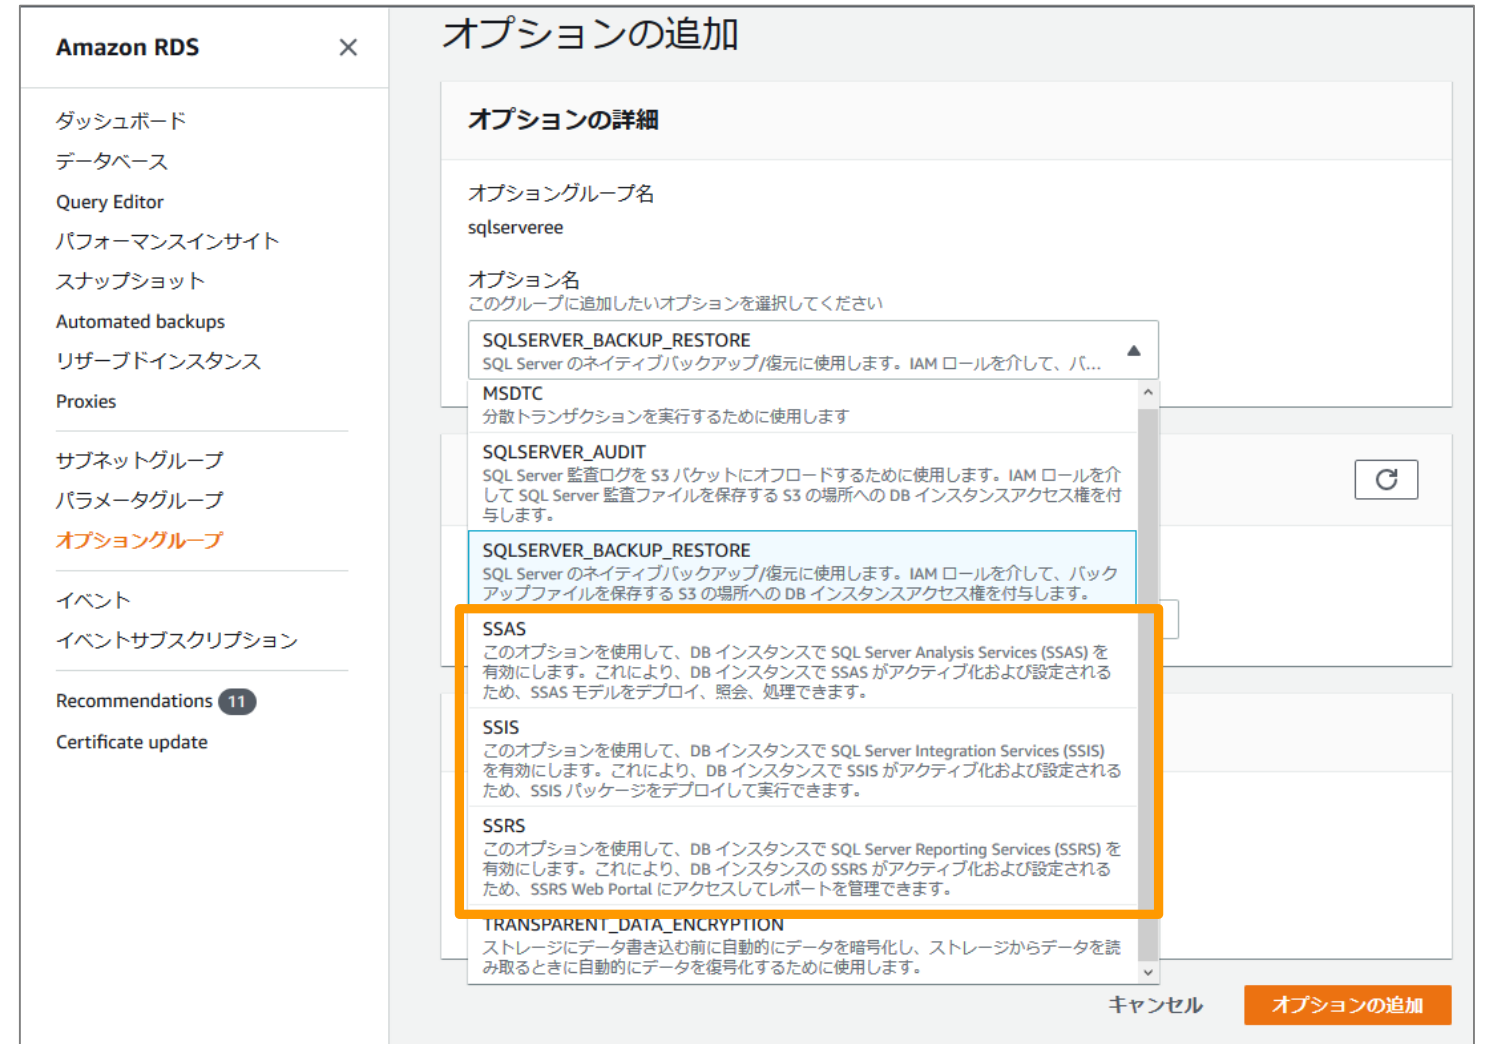 Amazon RDS
ダッシュボード
データベース
Query Editor
パフォーマンスインサイト
スナップショット
Automated backups
リザーブドインスタンス
Proxies
サブネットグループ
パラメータグループ
オプショングループ
イベント
イベントサブスクリプション
Recommendations 11
Certificate update
オプションの追加
オプションの詳細
オプショングループ名
sqlserveree
オプション名
このグループに追加したいオプションを選択してください
SQLSERVER_BACKUP_RESTORE
SQL Server のネイティブバックアップ/復元に使用します。IAM ロールを介して、バ...
MSDTC
分散トランザクションを実行するために使用します
SQLSERVER_AUDIT
SQL Server 監査ログを S3 バケットにオフロードするために使用します。IAM ロールを介
して SQL Server 監査ファイルを保存する S3 の場所への DB インスタンスアクセス権を付
与します。
SQLSERVER_BACKUP_RESTORE
SQL Server のネイティブバックアップ/復元に使用します。IAM ロールを介して、バック
アップファイルを保存する S3 の場所への DB インスタンスアクセス権を付与します。
SSAS
このオプションを使用して、DB インスタンスで SQL Server Analysis Services (SSAS) を
有効にします。これにより、DB インスタンスで SSAS がアクティブ化および設定される
ため、SSAS モデルをデプロイ、照会、処理できます。
SSIS
このオプションを使用して、DB インスタンスで SQL Server Integration Services (SSIS)
を有効にします。これにより、DB インスタンスで SSIS がアクティブ化および設定される
ため、SSIS パッケージをデプロイして実行できます。
SSRS
このオプションを使用して、DB インスタンスで SQL Server Reporting Services (SSRS) を
有効にします。これにより、DB インスタンスの SSRS がアクティブ化および設定される
ため、SSRS Web Portal にアクセスしてレポートを管理できます。
TRANSPARENT_DATA_ENCRYPTION
ストレージにデータ書き込む前に自動的にデータを暗号化し、ストレージからデータを読
み取るときに自動的にデータを復号化するために使用します。
キャンセル
オプションの追加